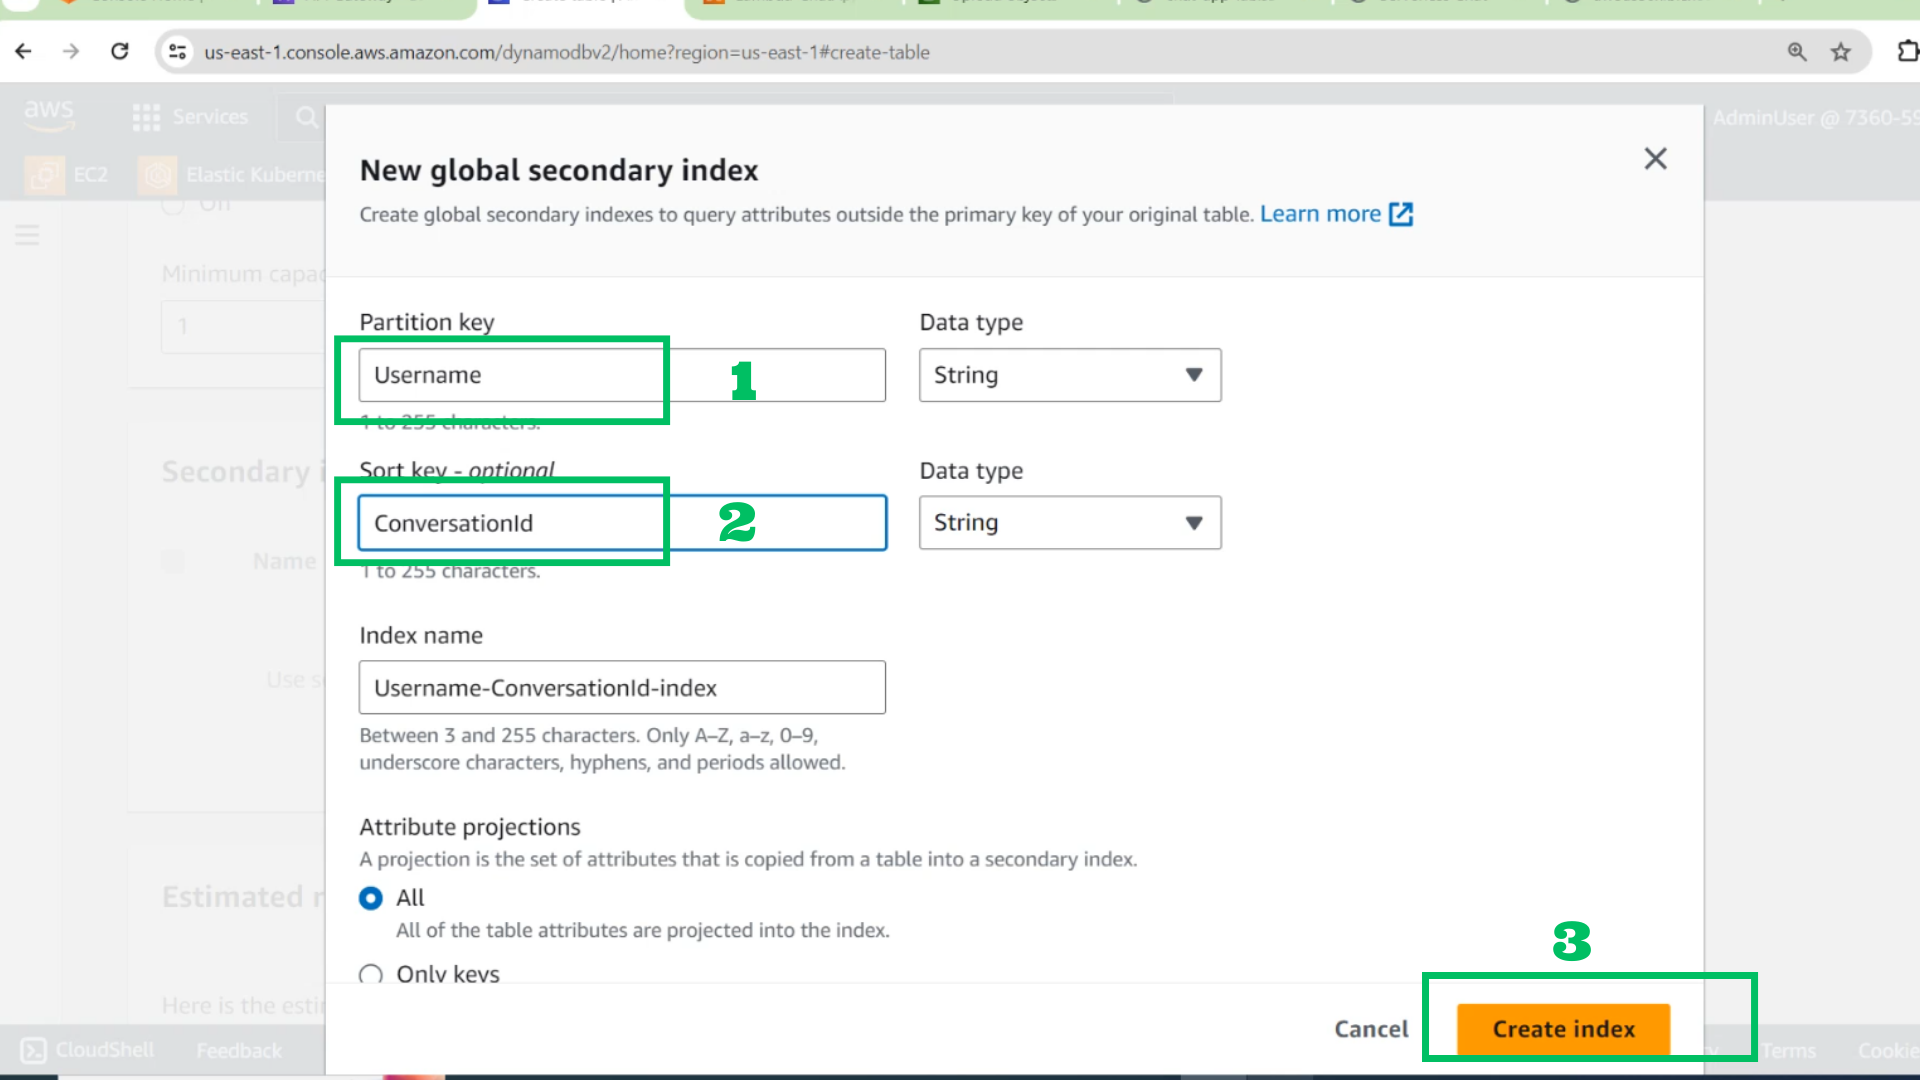 us-east-1.console.aws.amazon.com/dynamodbv2/home?region=us-east-1#create-table
aws
Services
AdminUser @ 7360-59
EC2
Elastic Kuberne
Off
Minimum capac
1
Secondary i
Name
Use s
Estimated r
Here is the esti
New global secondary index
Create global secondary indexes to query attributes outside the primary key of your original table. Learn more
Partition key
Data type
Username
1
String
1 to 255 characters.
Sort key - optional
Data type
ConversationId
2
String
1 to 255 characters.
Index name
Username-ConversationId-index
Between 3 and 255 characters. Only A–Z, a–z, 0–9,
underscore characters, hyphens, and periods allowed.
Attribute projections
A projection is the set of attributes that is copied from a table into a secondary index.
All
All of the table attributes are projected into the index.
Only keys
3
Cancel
Create index
CloudShell
Feedback
Terms
Cookie